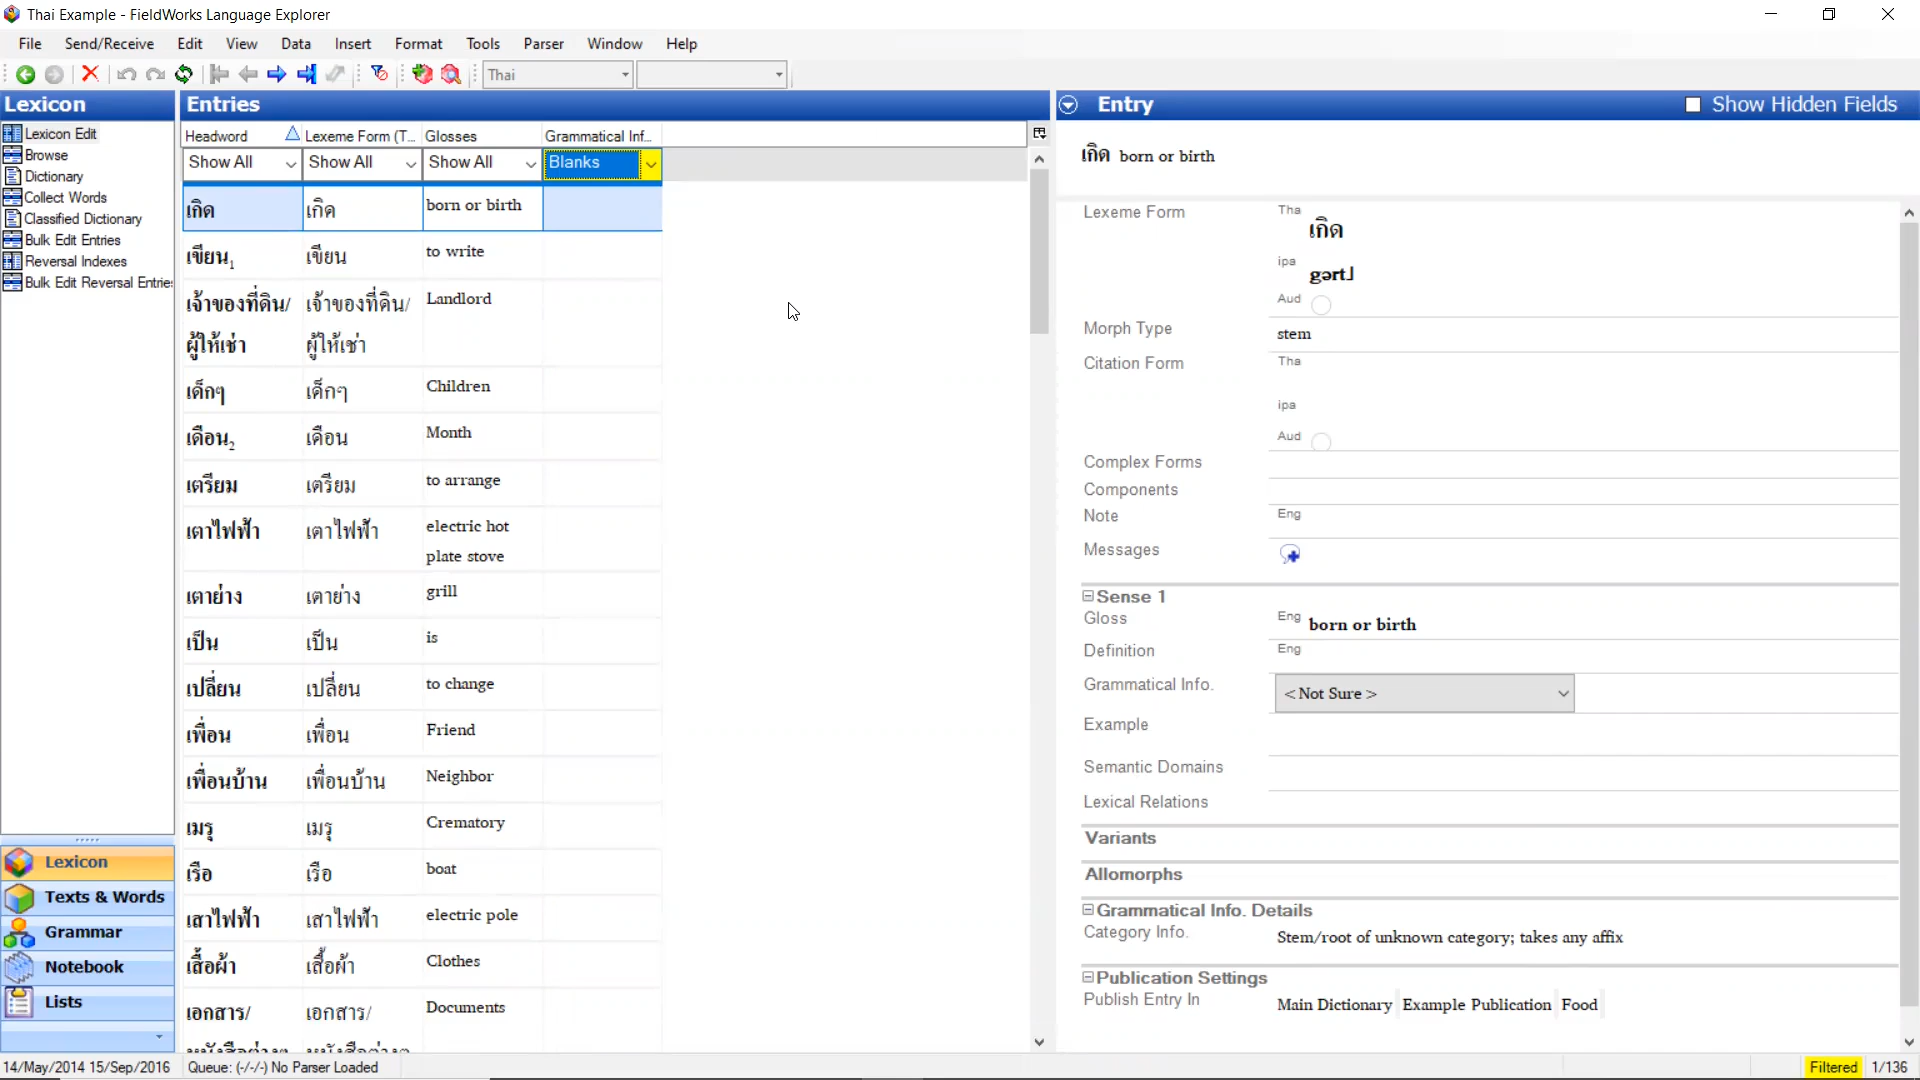 Thai Example - FieldWorks Language Explorer
File Send/Receive Edit View Data Insert Format Tools Parser Window Help
Thai
Lexicon
Lexicon Edit
Browse
Dictionary
Collect Words
Classified Dictionary
Bulk Edit Entries
Reversal Indexes
Bulk Edit Reversal Entrie
Lexicon
Texts & Words
Grammar
Notebook
Lists
Entries
Headword Lexeme Form (T... Glosses Grammatical Inf...
Show All Show All Show All Blanks
เกิด เกิด born or birth
เขียน₁ เขียน to write
เจ้าของที่ดิน/ เจ้าของที่ดิน/ Landlord
ผู้ให้เช่า ผู้ให้เช่า
เด็กๆ เด็กๆ Children
เดือน₂ เดือน Month
เตรียม เตรียม to arrange
เตาไฟฟ้า เตาไฟฟ้า electric hot
plate stove
เตาย่าง เตาย่าง grill
เป็น เป็น is
เปลี่ยน เปลี่ยน to change
เพื่อน เพื่อน Friend
เพื่อนบ้าน เพื่อนบ้าน Neighbor
เมรุ เมรุ Crematory
เรือ เรือ boat
เสาไฟฟ้า เสาไฟฟ้า electric pole
เสื้อผ้า เสื้อผ้า Clothes
เอกสาร/ เอกสาร/ Documents
Entry Show Hidden Fields
เกิด born or birth
Lexeme Form Tha เกิด
ipa gərt˩
Aud
Morph Type stem
Citation Form Tha
ipa
Aud
Complex Forms
Components
Note Eng
Messages
Sense 1
Gloss Eng born or birth
Definition Eng
Grammatical Info. <Not Sure>
Example
Semantic Domains
Lexical Relations
Variants
Allomorphs
Grammatical Info. Details
Category Info. Stem/root of unknown category; takes any affix
Publication Settings
Publish Entry In Main Dictionary Example Publication Food
14/May/2014 15/Sep/2016 Queue: (-/-/-) No Parser Loaded Filtered 1/136